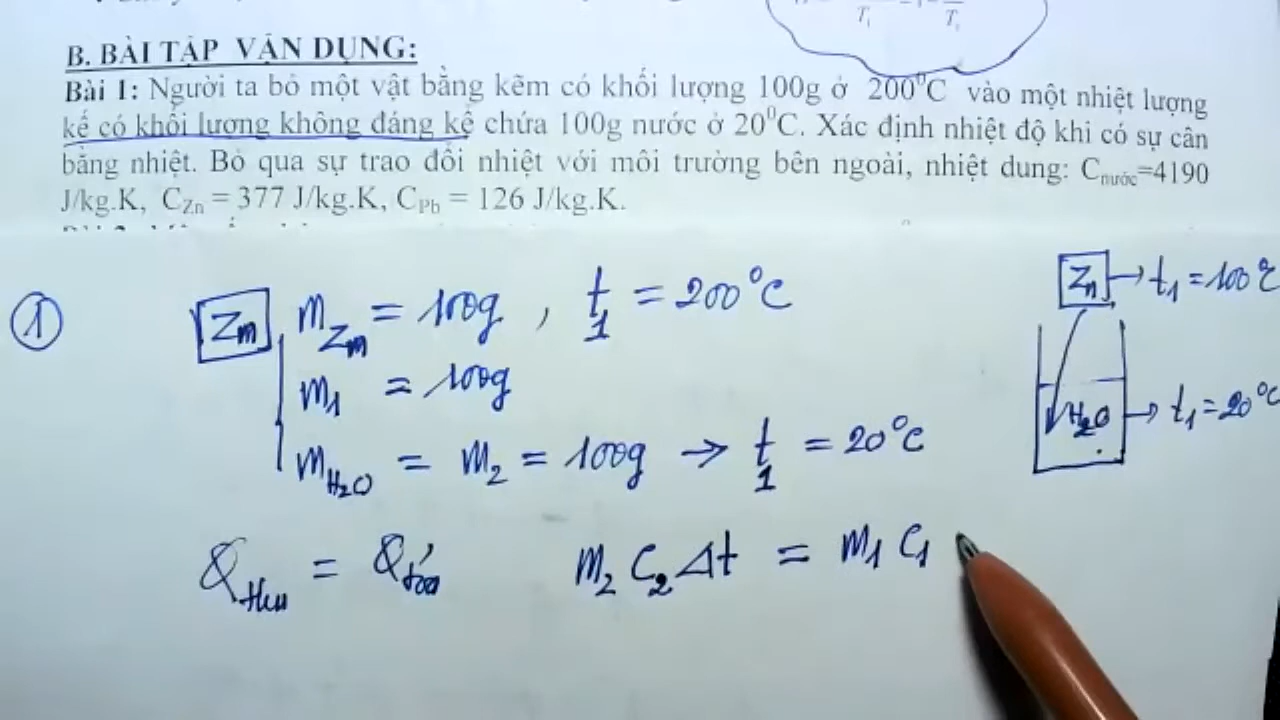 T₁ T₁
B. BÀI TẬP VẬN DỤNG:
Bài 1: Người ta bỏ một vật bằng kẽm có khối lượng 100g ở 200⁰C vào một nhiệt lượng
kế có khối lượng không đáng kể chứa 100g nước ở 20⁰C. Xác định nhiệt độ khi có sự cân
bằng nhiệt. Bỏ qua sự trao đổi nhiệt với môi trường bên ngoài, nhiệt dung: Cnước=4190
J/kg.K, CZn = 377 J/kg.K, CPb = 126 J/kg.K.
① Zn mZn = 100g , t1 = 200°C
m1 = 100g
mH2O = m2 = 100g → t1 = 20°C
Zn → t1 = 100°C
H2O → t1 = 20°C
Qthu = Qtỏa m2 C2 Δt = m1 C1